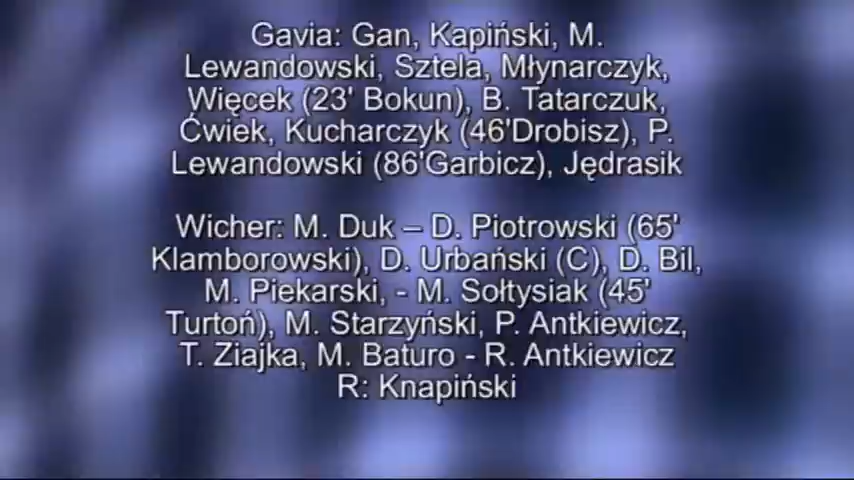 Gavia: Gan, Kapiński, M.
Lewandowski, Sztela, Młynarczyk,
Więcek (23' Bokun), B. Tatarczuk,
Ćwiek, Kucharczyk (46'Drobisz), P.
Lewandowski (86'Garbicz), Jędrasik
Wicher: M. Duk – D. Piotrowski (65'
Klamborowski), D. Urbański (C), D. Bil,
M. Piekarski, - M. Sołtysiak (45'
Turtoń), M. Starzyński, P. Antkiewicz,
T. Ziajka, M. Baturo - R. Antkiewicz
R: Knapiński